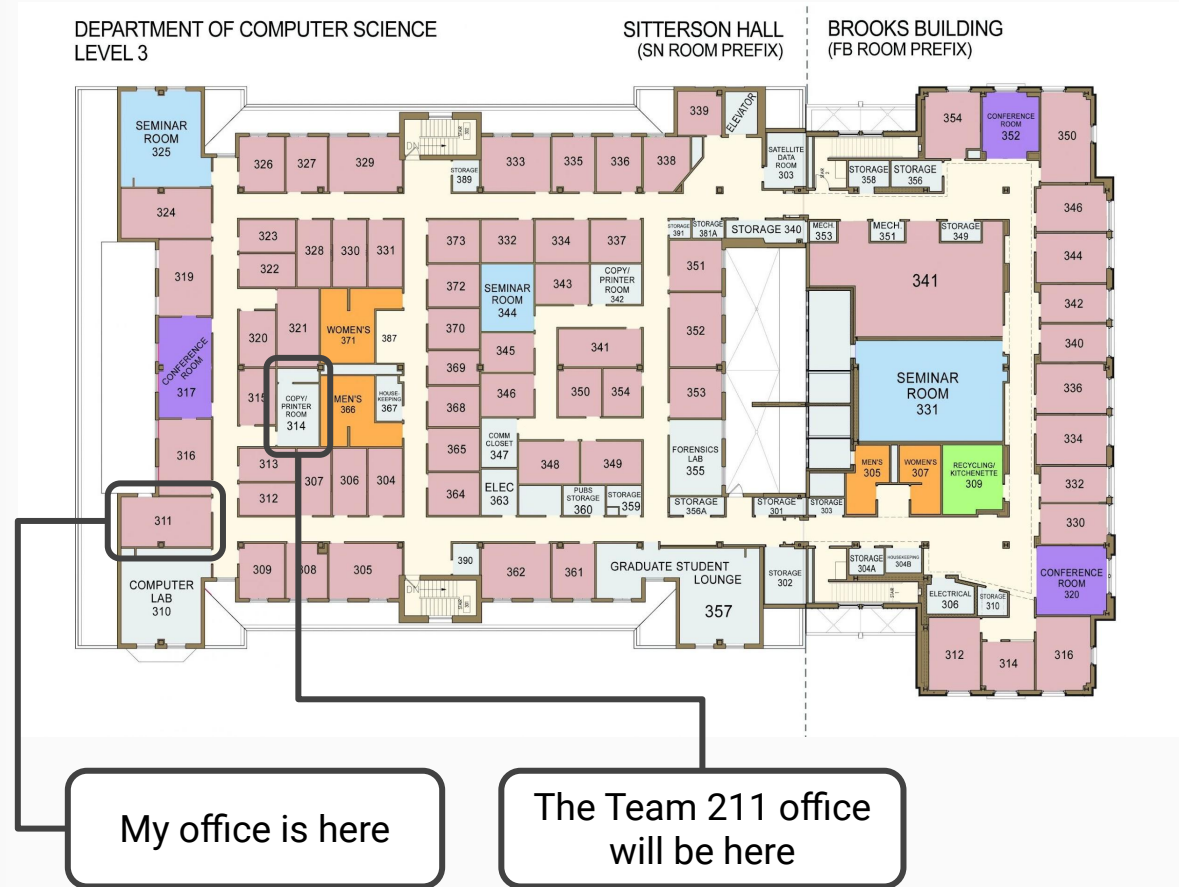 DEPARTMENT OF COMPUTER SCIENCE
LEVEL 3
SITTERSON HALL
(SN ROOM PREFIX)
BROOKS BUILDING
(FB ROOM PREFIX)
SEMINAR
ROOM
325
326
327
329
DN
STORAGE
389
333
335
336
338
339
ELEVATOR
SATELLITE
DATA
ROOM
303
STORAGE
358
STORAGE
356
354
CONFERENCE
ROOM
352
350
324
323
328
330
331
322
373
332
334
337
STORAGE
391
STORAGE
381A
STORAGE 340
MECH.
353
MECH.
351
STORAGE
349
346
319
372
SEMINAR
ROOM
344
343
COPY/
PRINTER
ROOM
342
351
341
344
342
320
321
WOMEN'S
371
387
370
345
341
352
340
CONFERENCE
ROOM
317
315
COPY/
PRINTER
ROOM
314
MEN'S
366
HOUSE-
KEEPING
367
369
368
346
350
354
353
SEMINAR
ROOM
331
336
316
313
312
307
306
304
365
364
COMM
CLOSET
347
ELEC
363
348
349
PUBS
STORAGE
360
STORAGE
359
FORENSICS
LAB
355
STORAGE
356A
STORAGE
301
STORAGE
303
MEN'S
305
WOMEN'S
307
RECYCLING/
KITCHENETTE
309
334
332
330
311
COMPUTER
LAB
310
309
308
305
DN
390
362
361
GRADUATE STUDENT
LOUNGE
357
STORAGE
302
STORAGE
304A
HOUSEKEEPING
304B
ELECTRICAL
306
STORAGE
310
CONFERENCE
ROOM
320
312
314
316
My office is here
The Team 211 office
will be here